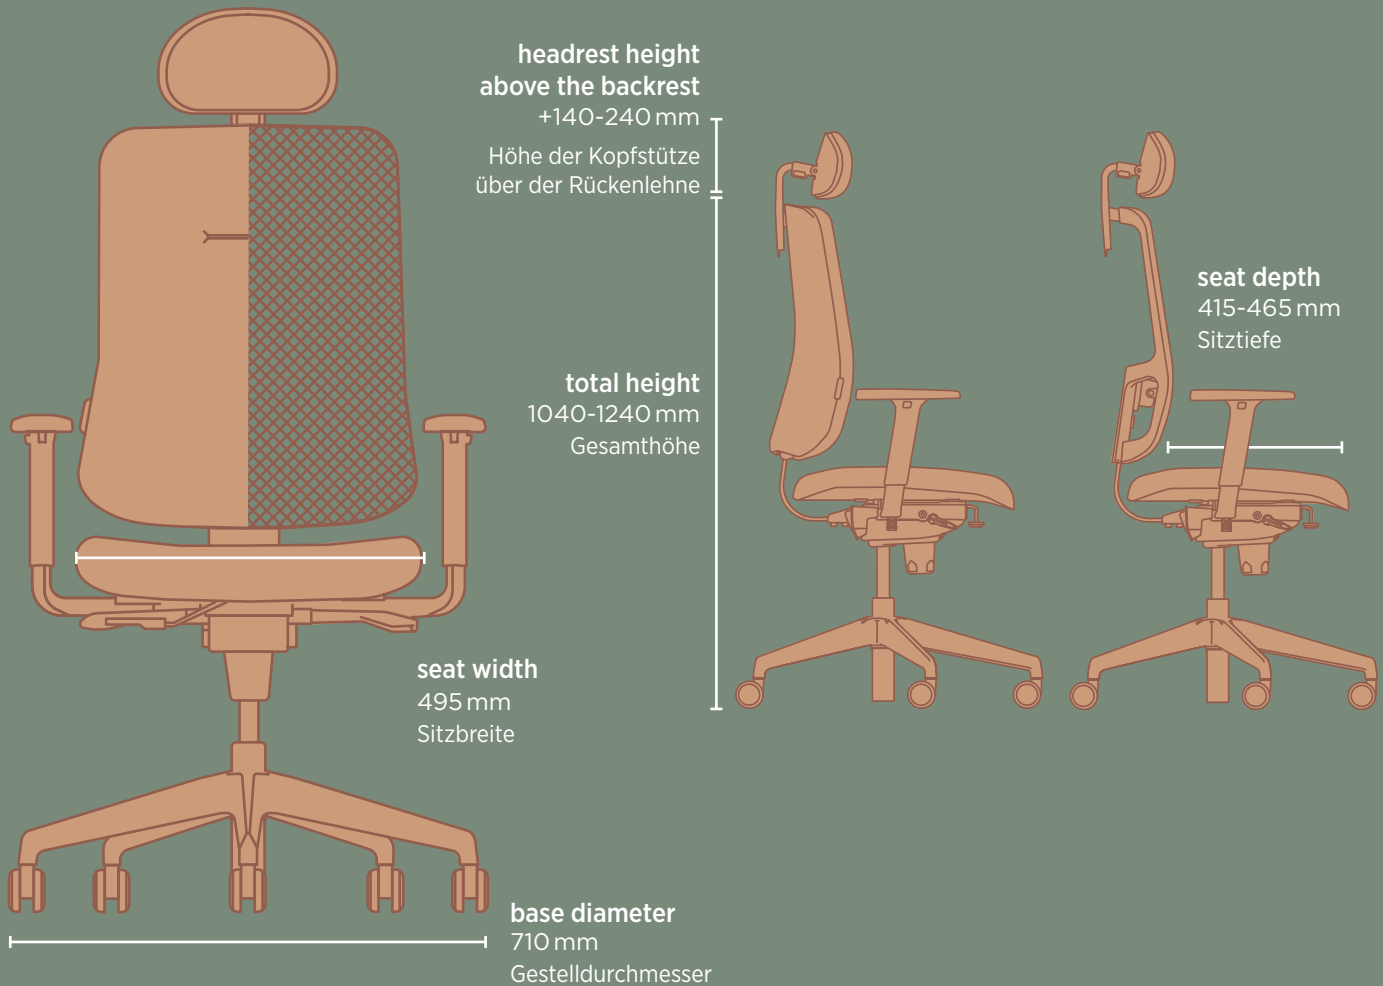 headrest height
above the backrest
+140-240 mm
Höhe der Kopfstütze
über der Rückenlehne
total height
1040-1240 mm
Gesamthöhe
seat depth
415-465 mm
Sitztiefe
seat width
495 mm
Sitzbreite
base diameter
710 mm
Gestelldurchmesser